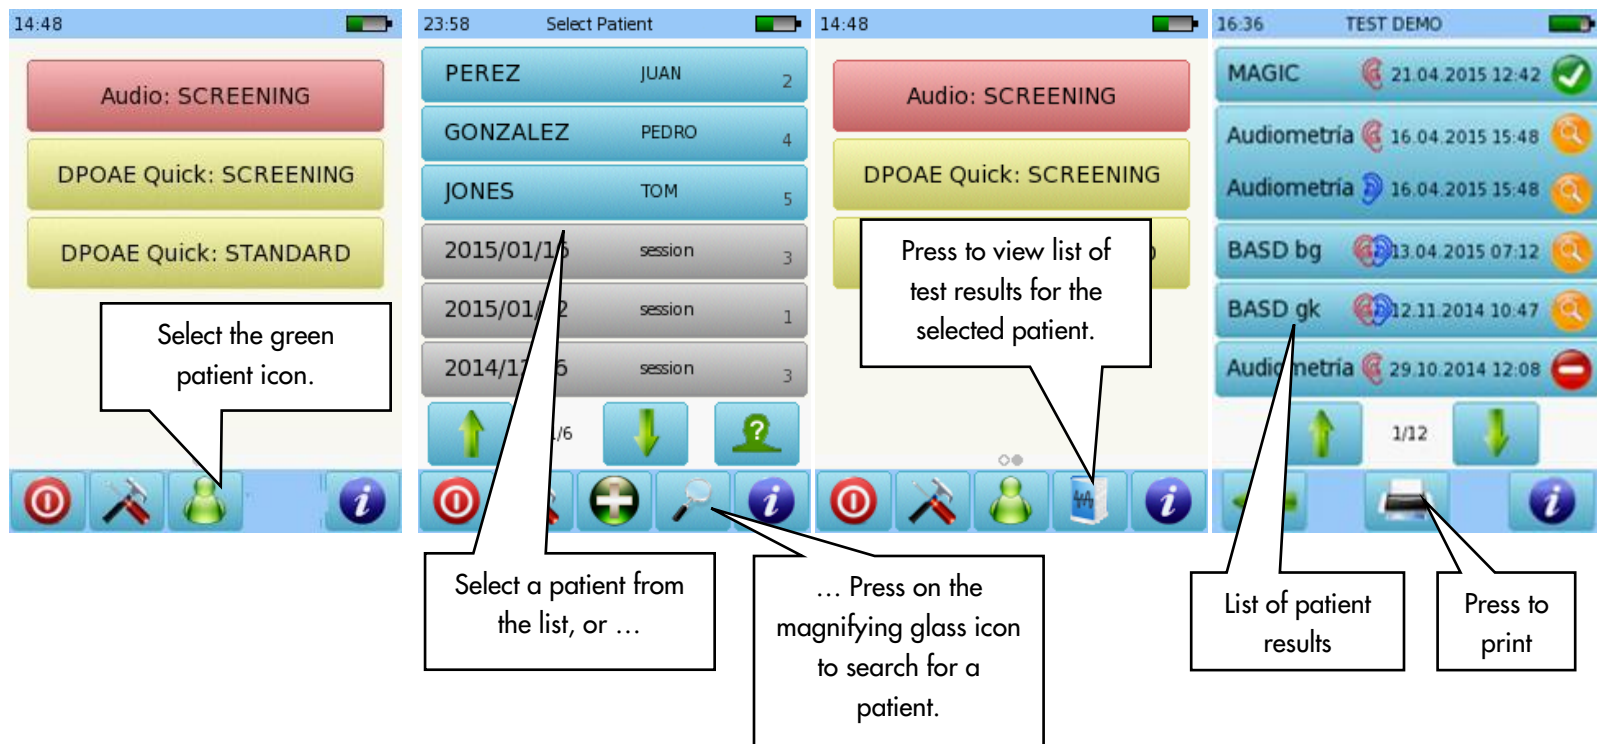 14:48
Audio: SCREENING
DPOAE Quick: SCREENING
DPOAE Quick: STANDARD
Select the green
patient icon.
23:58 Select Patient
PEREZ JUAN 2
GONZALEZ PEDRO 4
JONES TOM 5
session 3
session 1
session 3
/6
?
Select a patient from
the list, or ...
... Press on the
magnifying glass icon
to search for a
patient.
14:48
Audio: SCREENING
DPOAE Quick: SCREENING
Press to view list of
test results for the
selected patient.
16:36 TEST DEMO
MAGIC 21.04.2015 12:42
Audiometría 16.04.2015 15:48
Audiometría 16.04.2015 15:48
BASD bg 13.04.2015 07:12
BASD gk 12.11.2014 10:47
29.10.2014 12:08
1/12
List of patient
results
Press to
print